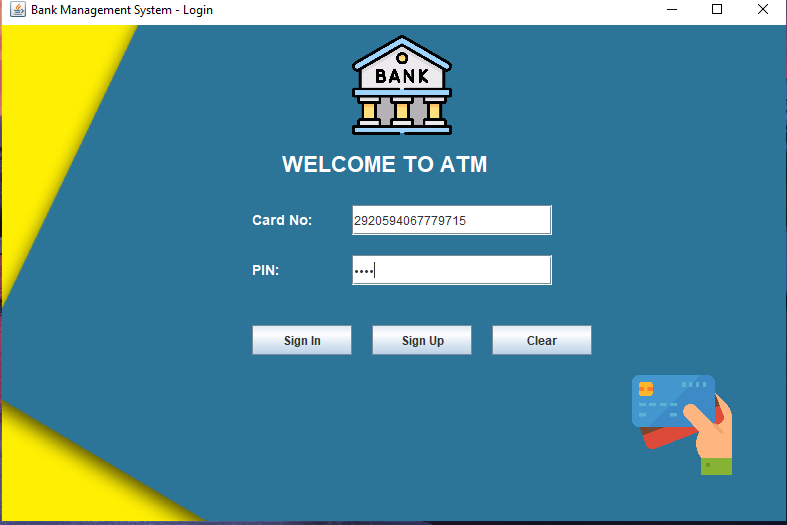 Bank Management System - Login
BANK
WELCOME TO ATM
Card No: 2920594067779715
PIN: ••••
Sign In Sign Up Clear